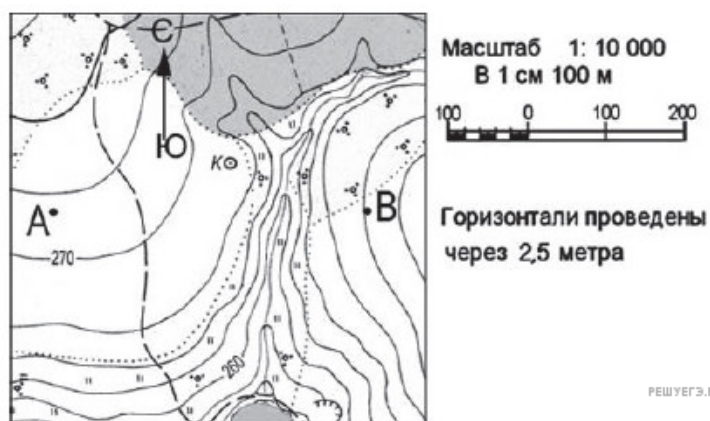 Є
Ю
К
А
В
270
260
Масштаб 1: 10 000
В 1 см 100 м
100 0 100 200
Горизонтали проведены
через 2,5 метра